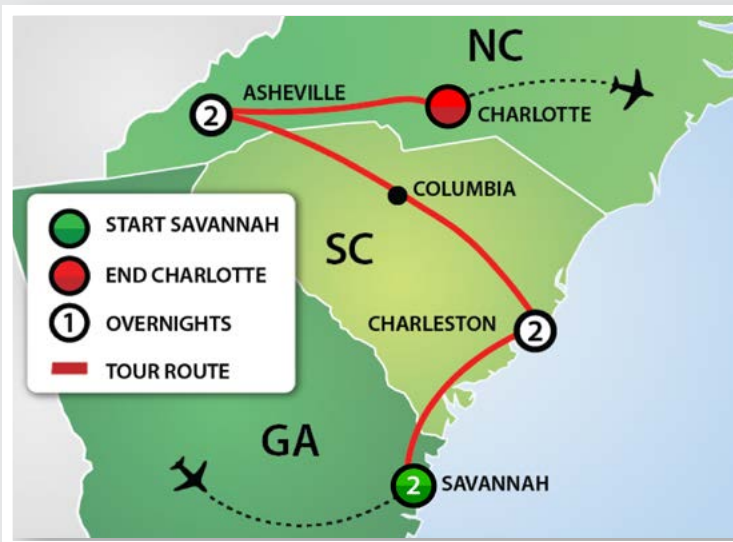 NC
ASHEVILLE
2
CHARLOTTE
COLUMBIA
START SAVANNAH
END CHARLOTTE
1 OVERNIGHTS
TOUR ROUTE
SC
CHARLESTON
2
GA
2
SAVANNAH